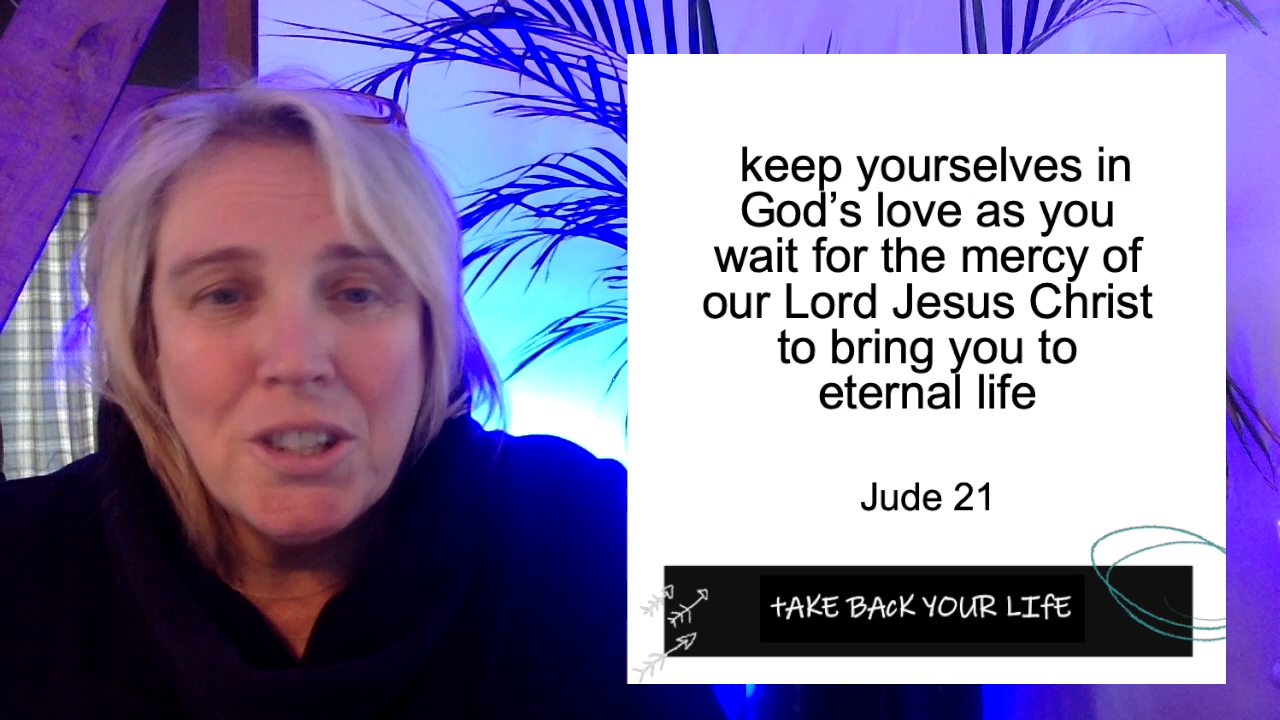 keep yourselves in
God’s love as you
wait for the mercy of
our Lord Jesus Christ
to bring you to
eternal life
Jude 21
tAKE BAcK YOUR LIfE